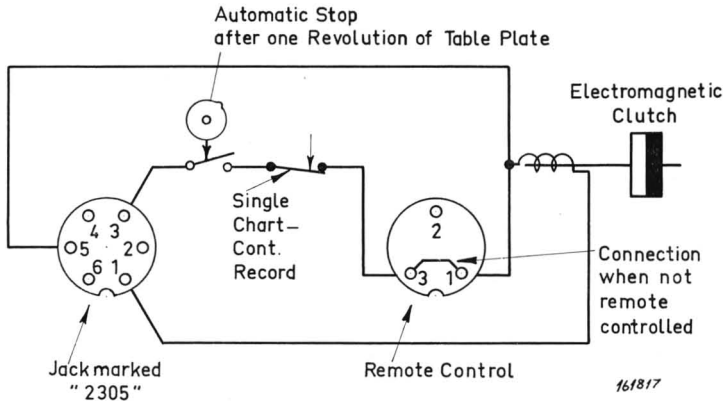 Automatic Stop
after one Revolution of Table Plate
Electromagnetic
Clutch
Single
Chart–
Cont.
Record
4 3
5 2
6 1
2
3 1
Connection
when not
remote
controlled
Jack marked
" 2305 "
Remote Control
161817